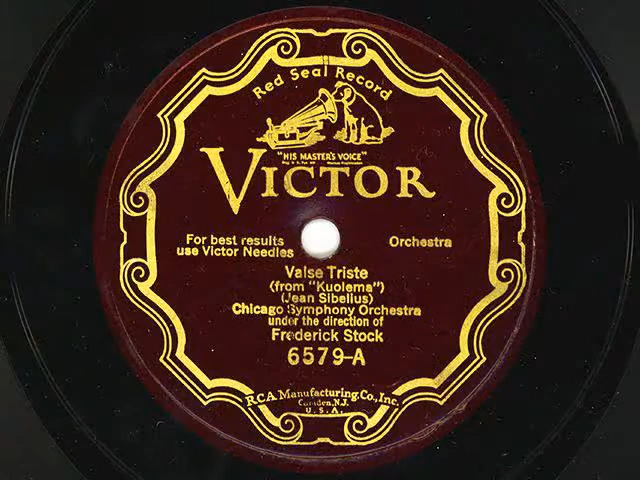 Red Seal Record
"HIS MASTER'S VOICE"
VICTOR
For best results
use Victor Needles
Orchestra
Valse Triste
(from "Kuolema")
(Jean Sibelius)
Chicago Symphony Orchestra
under the direction of
Frederick Stock
6579-A
RCA Manufacturing.Co., Inc.
Camden, N.J.
U.S.A.